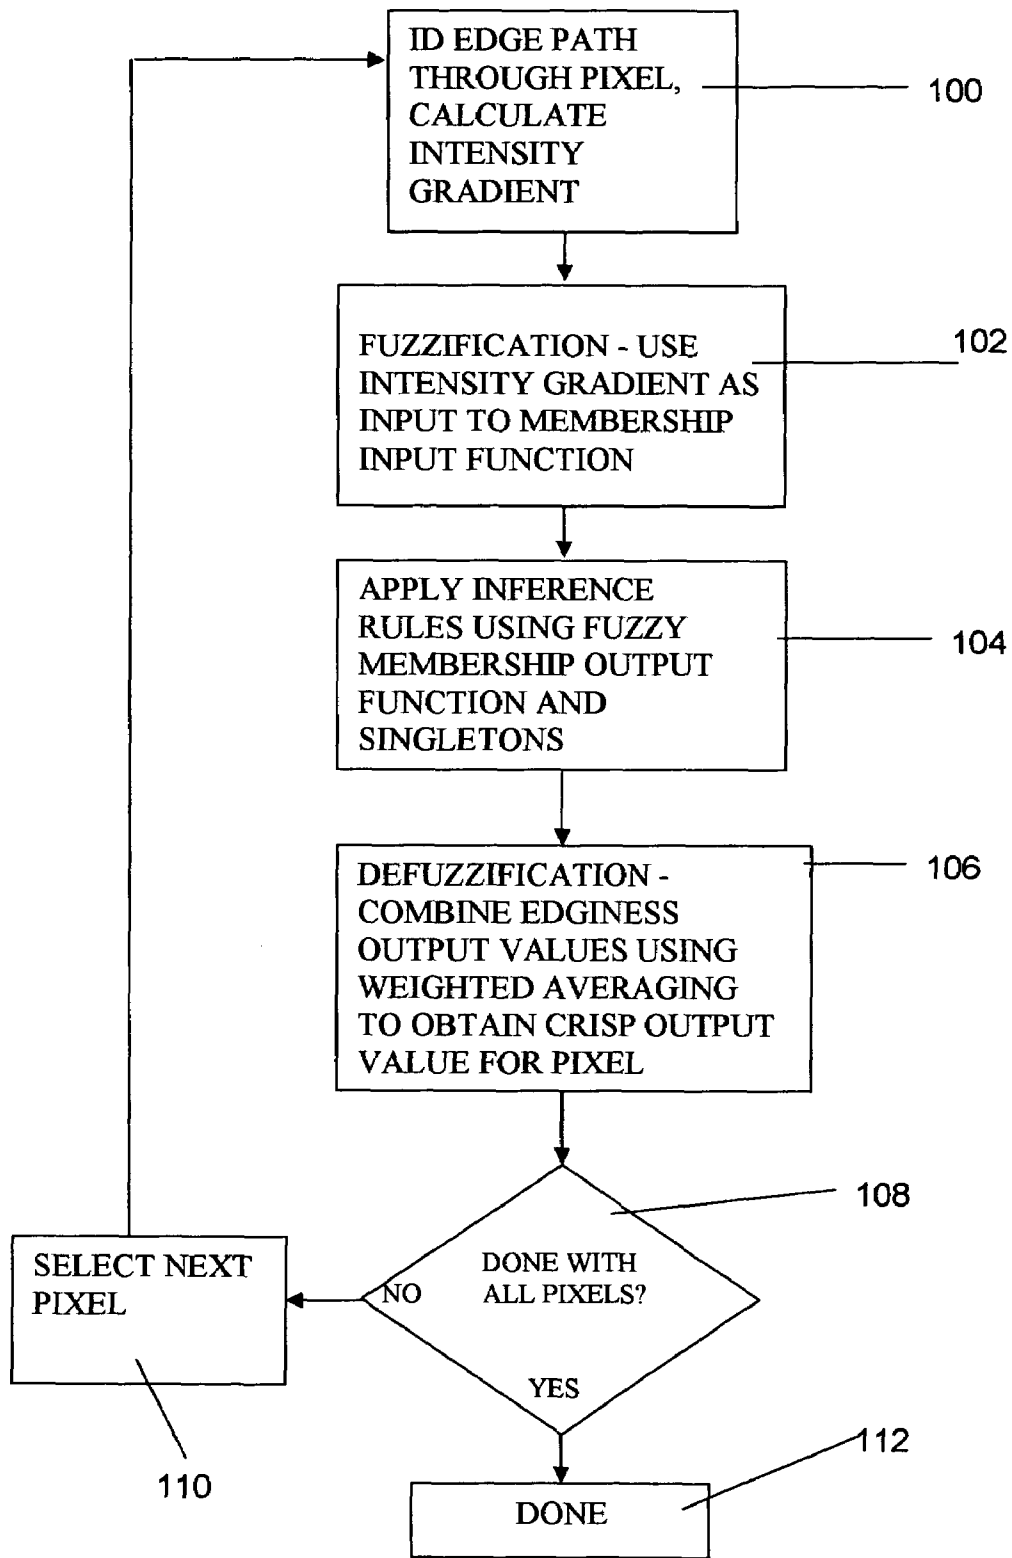 ID EDGE PATH
THROUGH PIXEL,
CALCULATE
INTENSITY
GRADIENT
100
FUZZIFICATION - USE
INTENSITY GRADIENT AS
INPUT TO MEMBERSHIP
INPUT FUNCTION
102
APPLY INFERENCE
RULES USING FUZZY
MEMBERSHIP OUTPUT
FUNCTION AND
SINGLETONS
104
DEFUZZIFICATION -
COMBINE EDGINESS
OUTPUT VALUES USING
WEIGHTED AVERAGING
TO OBTAIN CRISP OUTPUT
VALUE FOR PIXEL
106
DONE WITH
ALL PIXELS?
108
NO
SELECT NEXT
PIXEL
110
YES
DONE
112